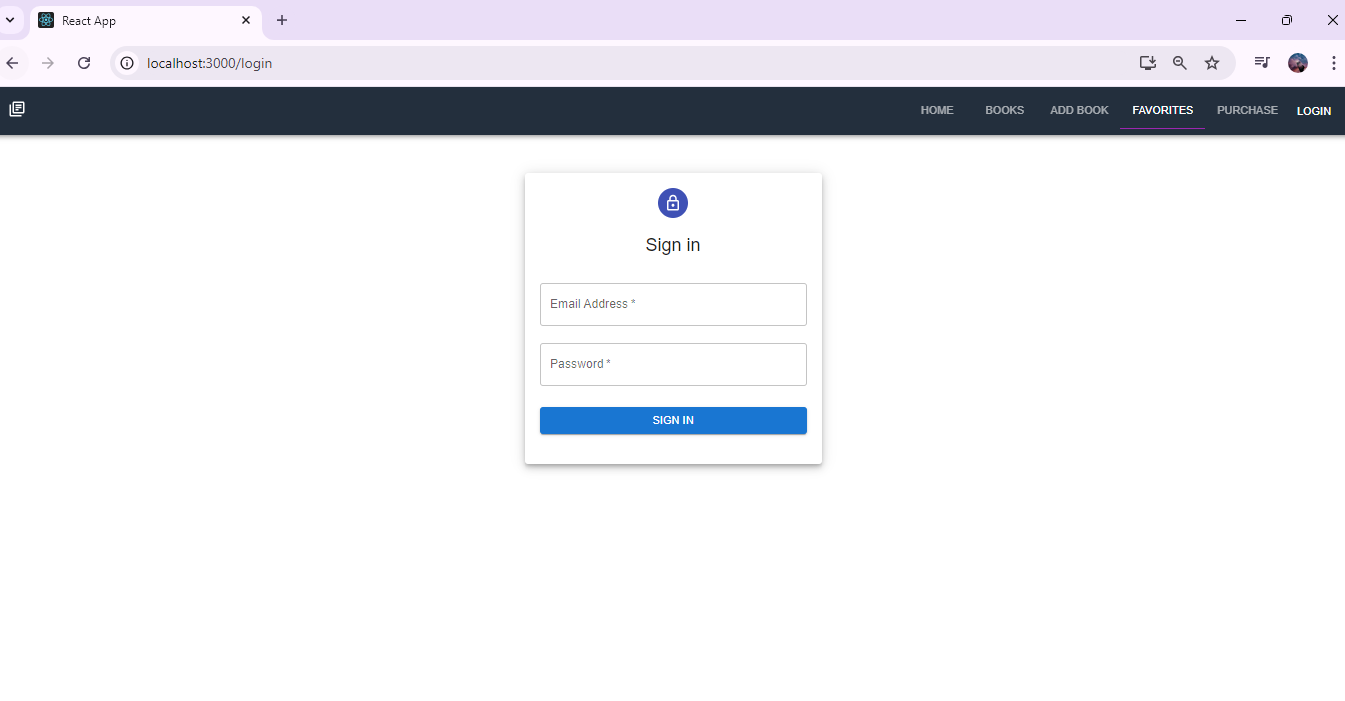 React App
localhost:3000/login
HOME BOOKS ADD BOOK FAVORITES PURCHASE LOGIN
Sign in
Email Address *
Password *
SIGN IN